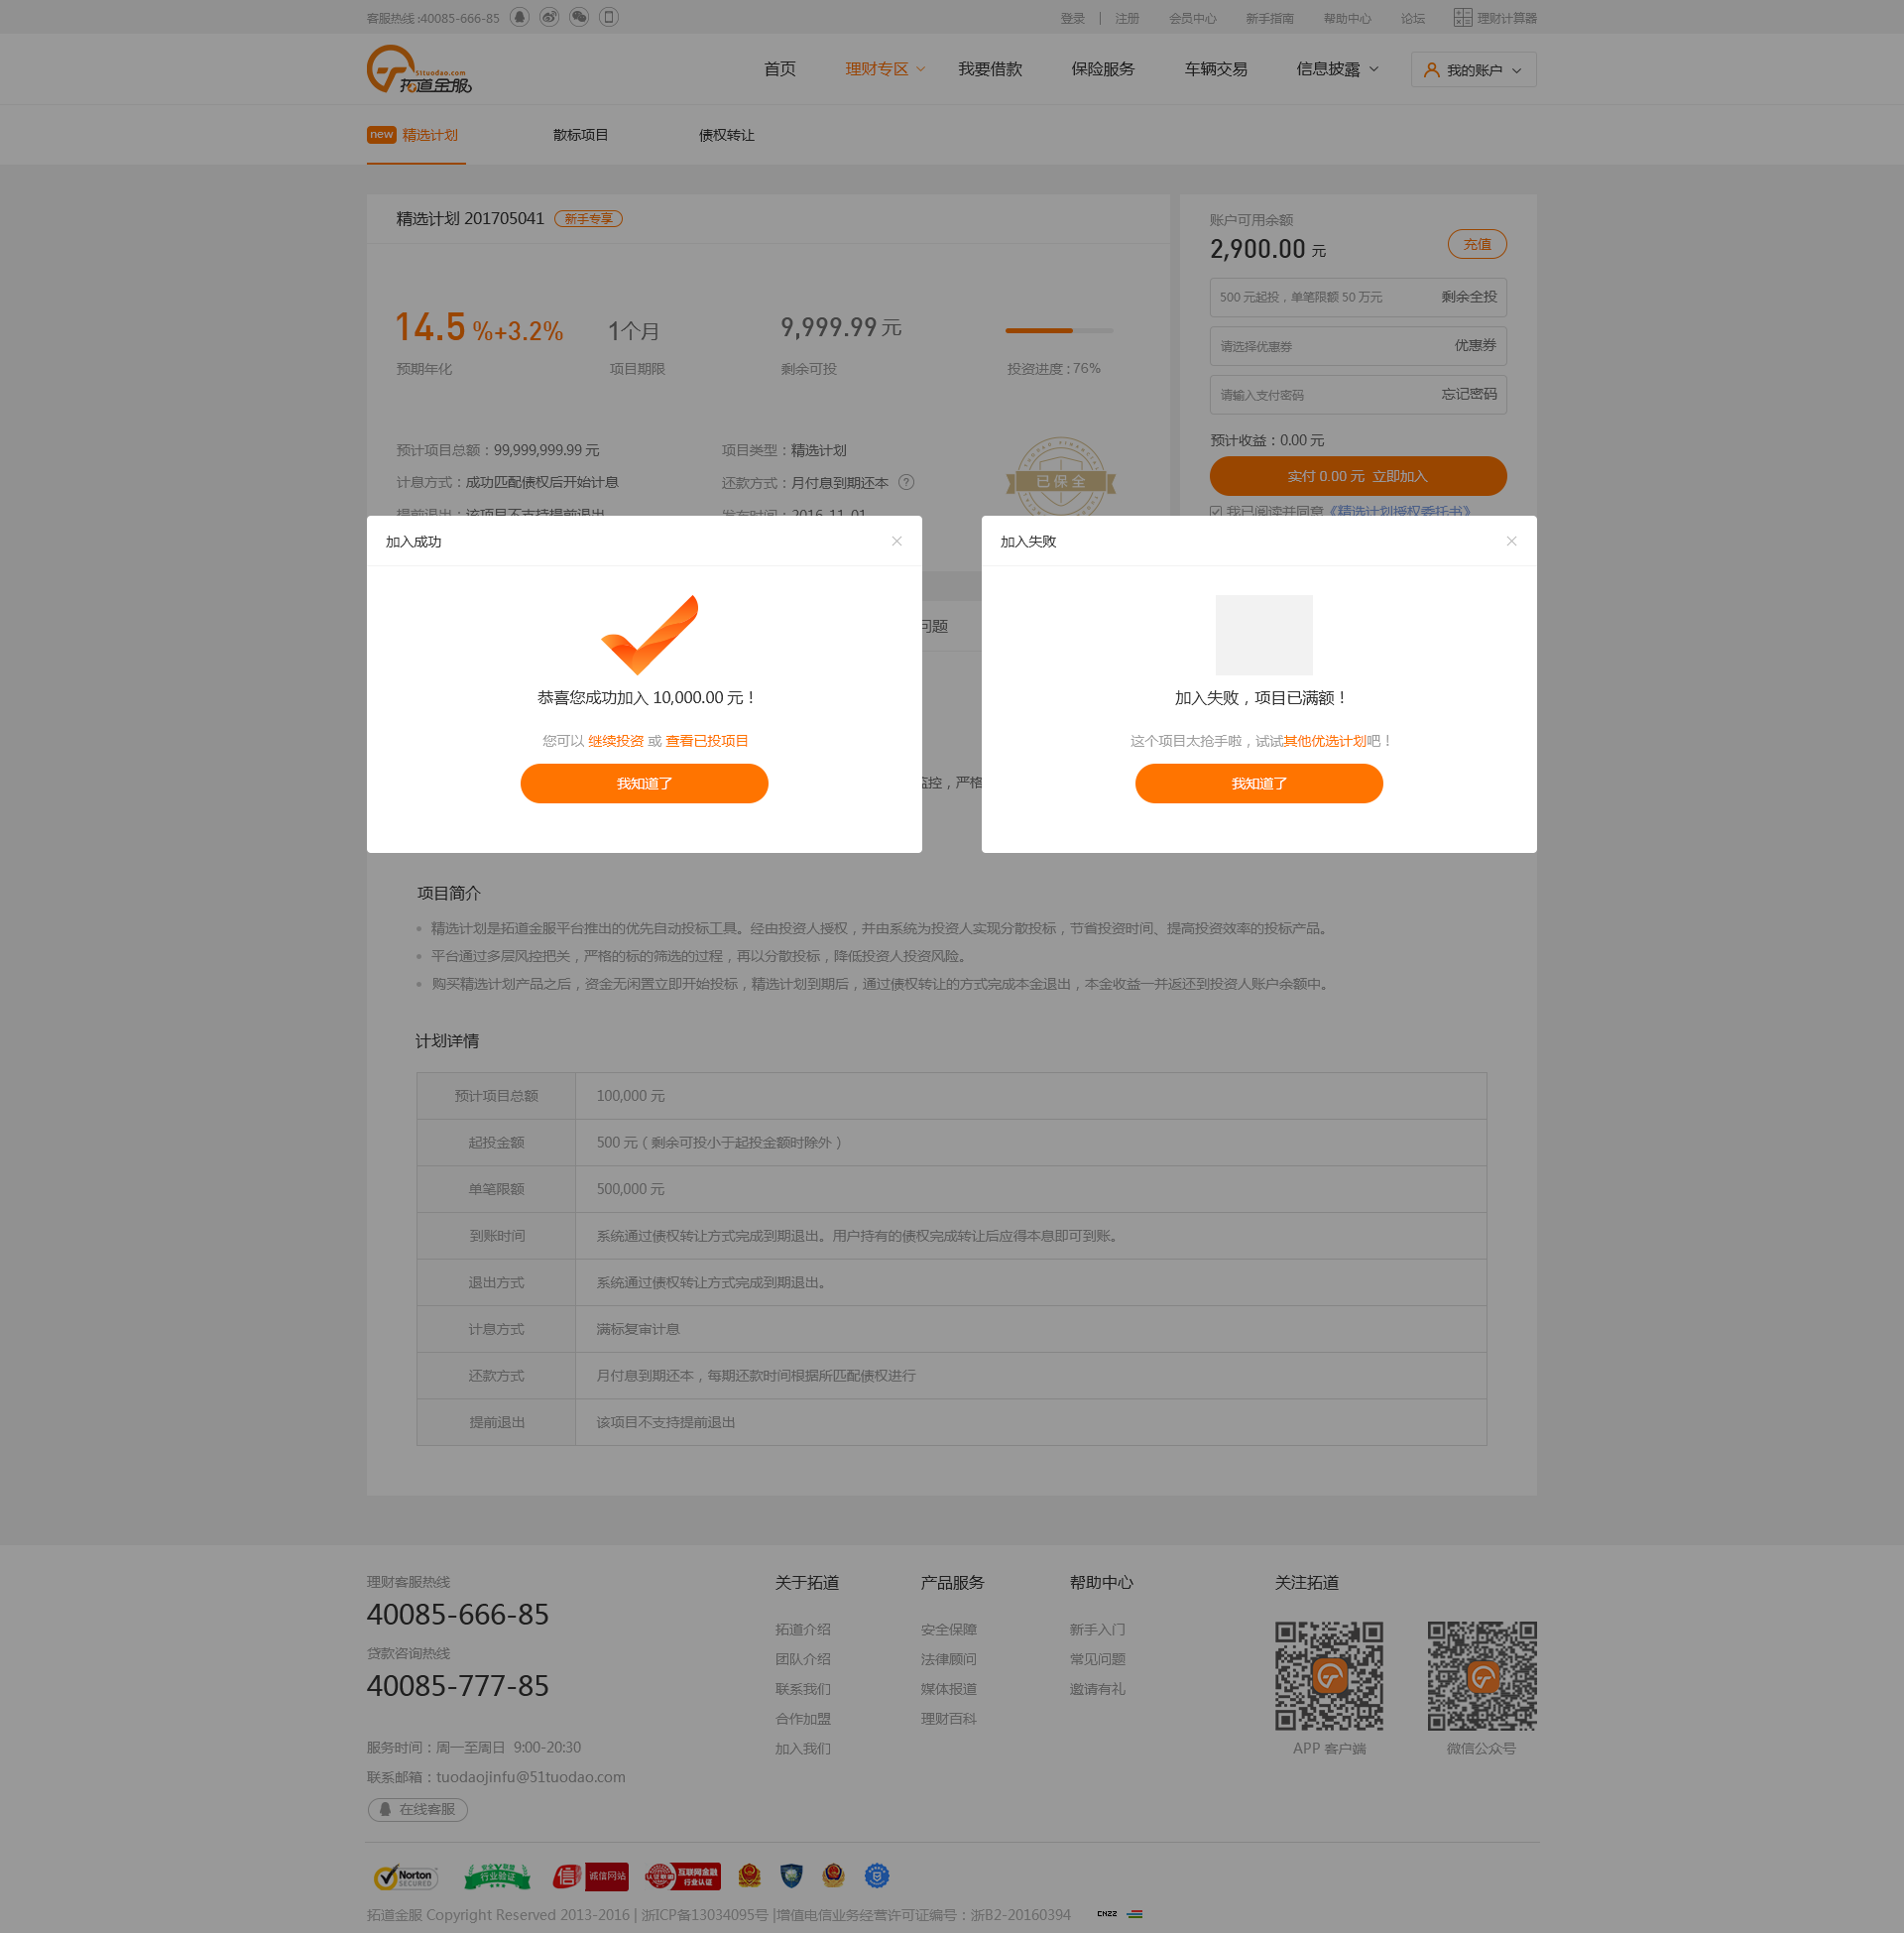 客服热线 :40085-666-85
登录 | 注册 会员中心 新手指南 帮助中心 论坛 理财计算器
51tuodao.com
拓道金服
首页 理财专区 我要借款 保险服务 车辆交易 信息披露 我的账户
new 精选计划 散标项目 债权转让
精选计划 201705041 新手专享
14.5 %+3.2% 1个月 9,999.99 元
预期年化 项目期限 剩余可投 投资进度 : 76%
预计项目总额：99,999,999.99 元 项目类型：精选计划
计息方式：成功匹配债权后开始计息 还款方式：月付息到期还本 ?
提前退出：该项目不支持提前退出 发布时间：2016-11-01
已保全
账户可用余额
2,900.00 元 充值
500 元起投，单笔限额 50 万元 剩余全投
请选择优惠券 优惠券
请输入支付密码 忘记密码
预计收益：0.00 元
实付 0.00 元 立即加入
我已阅读并同意《精选计划授权委托书》
加入成功
恭喜您成功加入 10,000.00 元！
您可以 继续投资 或 查看已投项目
我知道了
问题
监控，严格
加入失败
加入失败，项目已满额！
这个项目太抢手啦，试试其他优选计划吧！
我知道了
项目简介
精选计划是拓道金服平台推出的优先自动投标工具。经由投资人授权，并由系统为投资人实现分散投标，节省投资时间、提高投资效率的投标产品。
平台通过多层风控把关，严格的标的筛选的过程，再以分散投标，降低投资人投资风险。
购买精选计划产品之后，资金无闲置立即开始投标，精选计划到期后，通过债权转让的方式完成本金退出，本金收益一并返还到投资人账户余额中。
计划详情
预计项目总额 100,000 元
起投金额 500 元（剩余可投小于起投金额时除外）
单笔限额 500,000 元
到账时间 系统通过债权转让方式完成到期退出。用户持有的债权完成转让后应得本息即可到账。
退出方式 系统通过债权转让方式完成到期退出。
计息方式 满标复审计息
还款方式 月付息到期还本，每期还款时间根据所匹配债权进行
提前退出 该项目不支持提前退出
理财客服热线
40085-666-85
贷款咨询热线
40085-777-85
服务时间：周一至周日 9:00-20:30
联系邮箱：tuodaojinfu@51tuodao.com
在线客服
关于拓道
拓道介绍
团队介绍
联系我们
合作加盟
加入我们
产品服务
安全保障
法律顾问
媒体报道
理财百科
帮助中心
新手入门
常见问题
邀请有礼
关注拓道
APP 客户端 微信公众号
Norton SECURED
行业验证
信 诚信网站
互联网金融 行业认证
拓道金服 Copyright Reserved 2013-2016 | 浙ICP备13034095号 |增值电信业务经营许可证编号：浙B2-20160394 CNZZ